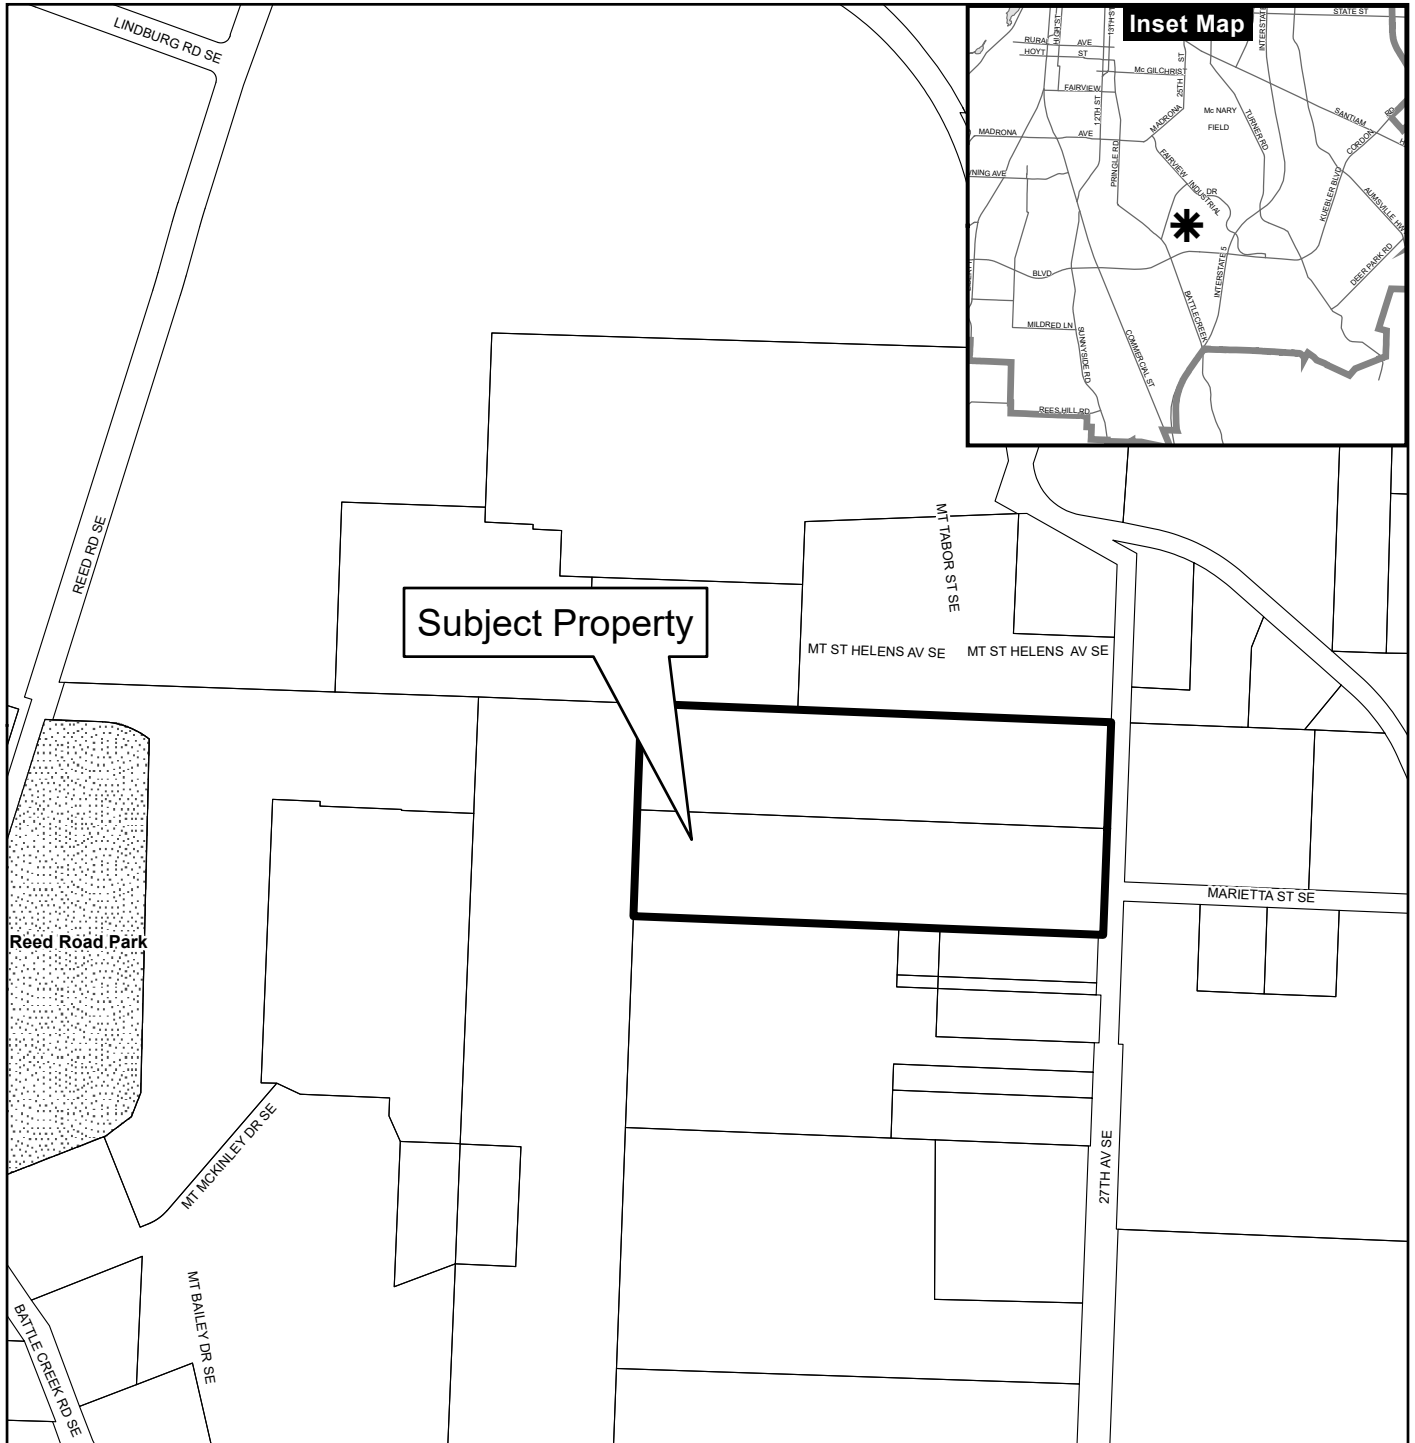 LINDBURG RD SE
Inset Map
STATE ST
HIGH ST
13TH ST
INTERSTATE
RURAL AVE
HOYT ST
Mc GILCHRIST
25TH ST
FAIRVIEW
12TH ST
MADRONA AVE
MADRONA
Mc NARY
FIELD
TURNER RD
SANTIAM
CORDON RD
PRINGLE RD
FAIRVIEW INDUSTRIAL DR
KUEBLER BLVD
AUMSVILLE HW
DEER PARK RD
INTERSTATE 5
BLVD
BATTLECREEK
MILDRED LN
SUNNYSIDE RD
COMMERCIAL ST
REES HILL RD
REED RD SE
MT TABOR ST SE
Subject Property
MT ST HELENS AV SE
MT ST HELENS AV SE
MARIETTA ST SE
Reed Road Park
MT MCKINLEY DR SE
27TH AV SE
MT BAILEY DR SE
BATTLE CREEK RD SE